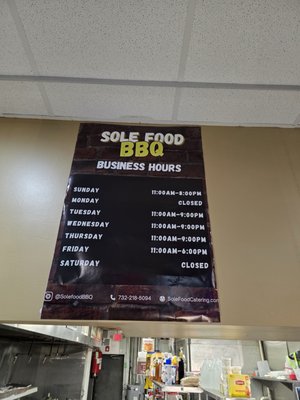 SOLE FOOD
BBQ
BUSINESS HOURS
SUNDAY 11:00AM-8:00PM
MONDAY CLOSED
TUESDAY 11:00AM-9:00PM
WEDNESDAY 11:00AM-9:00PM
THURSDAY 11:00AM-9:00PM
FRIDAY 11:00AM-6:00PM
SATURDAY CLOSED
@SolefoodBBQ 732-216-5094 SoleFoodCatering.com